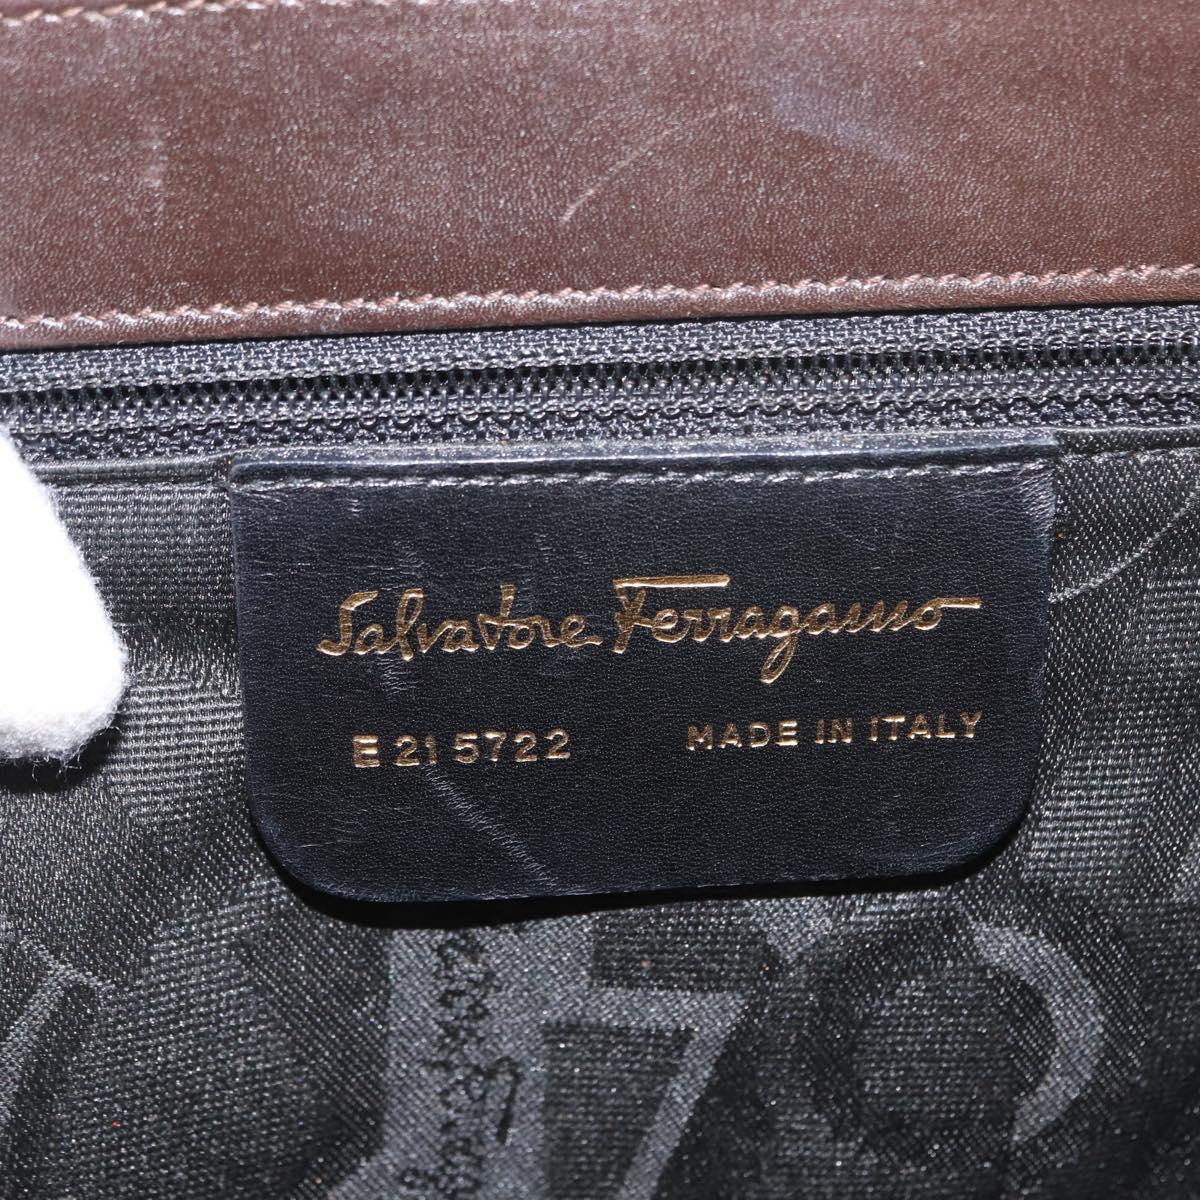 Salvatore Ferragamo
E 21 5722 MADE IN ITALY